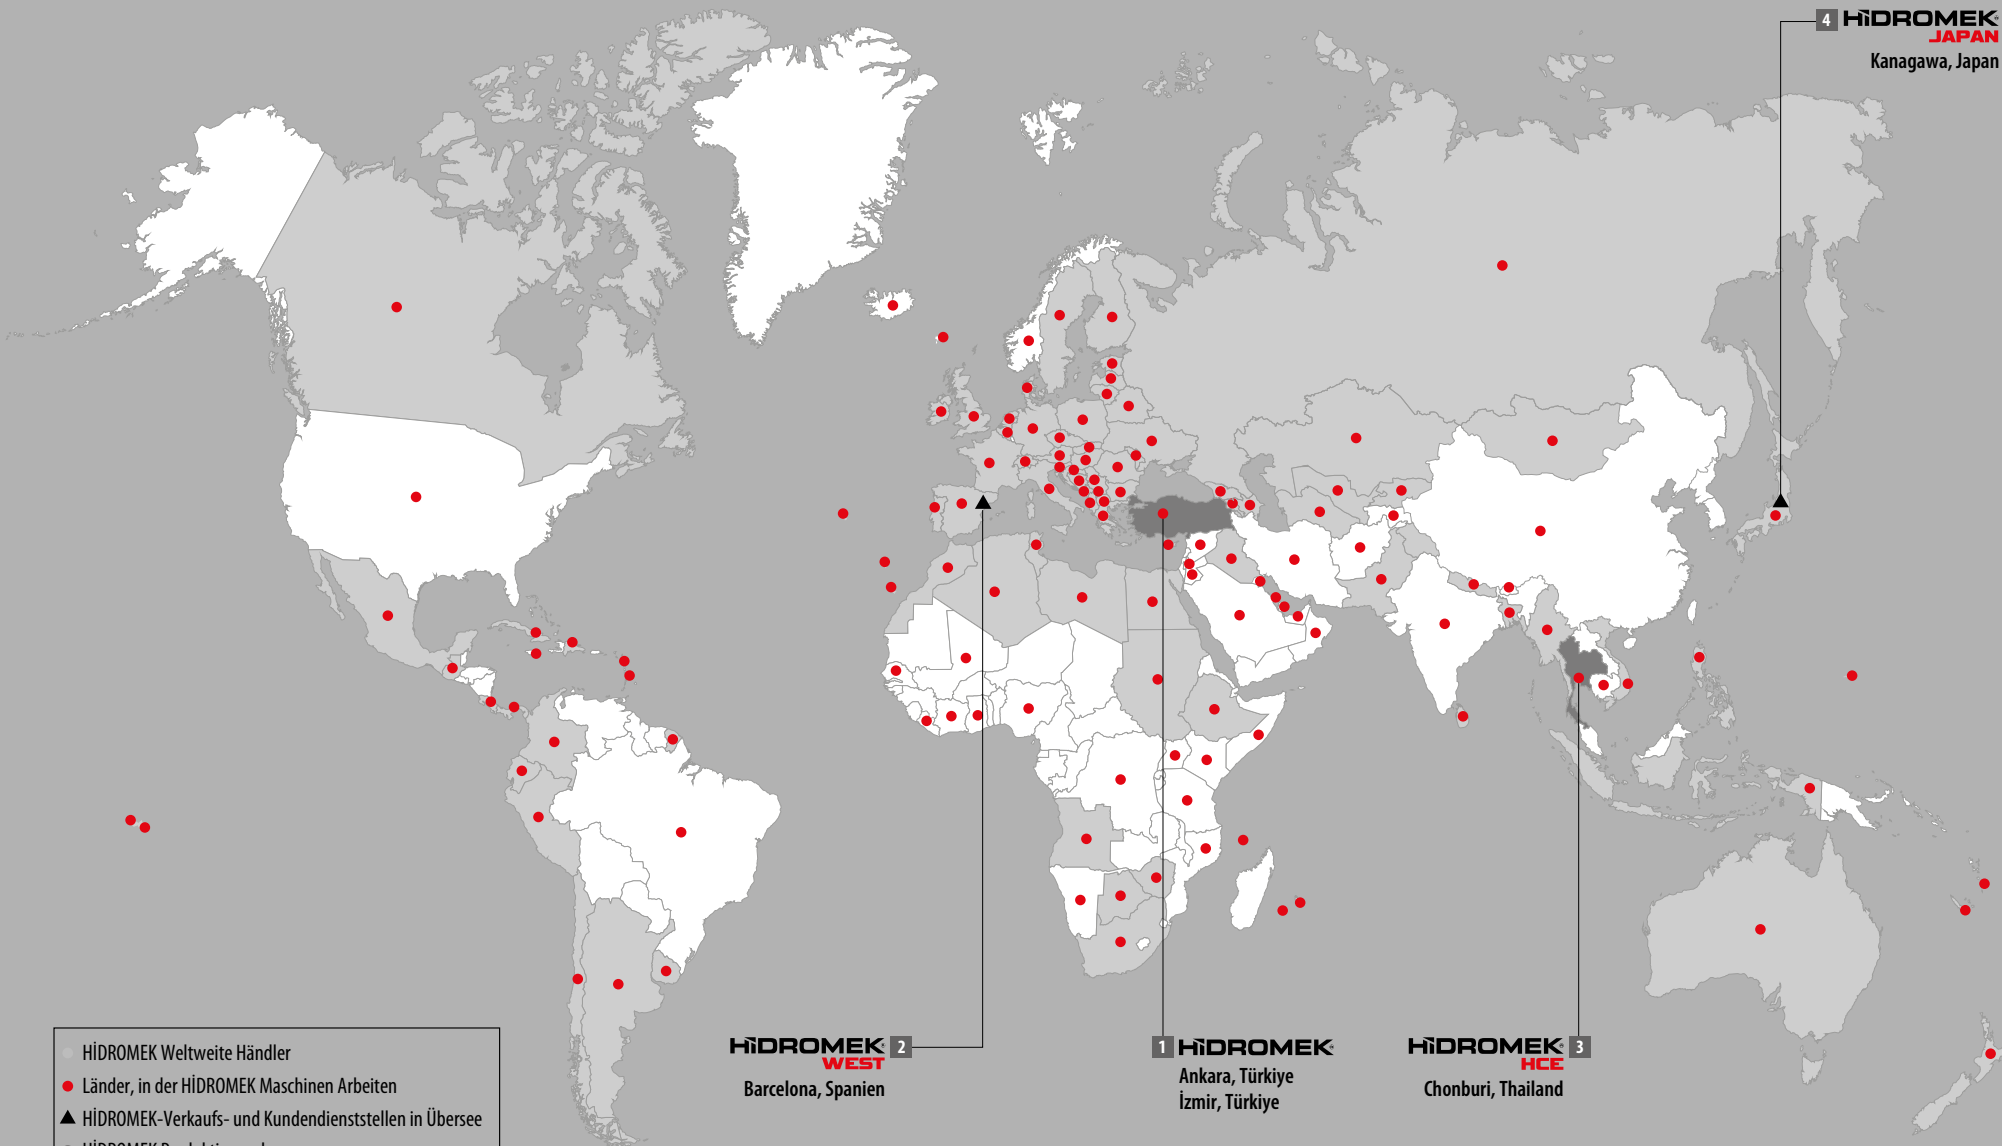 4 HİDROMEK
JAPAN
Kanagawa, Japan
HİDROMEK 2
WEST
Barcelona, Spanien
1 HİDROMEK
Ankara, Türkiye
İzmir, Türkiye
HİDROMEK 3
HCE
Chonburi, Thailand
HİDROMEK Weltweite Händler
Länder, in der HİDROMEK Maschinen Arbeiten
HİDROMEK-Verkaufs- und Kundendienststellen in Übersee